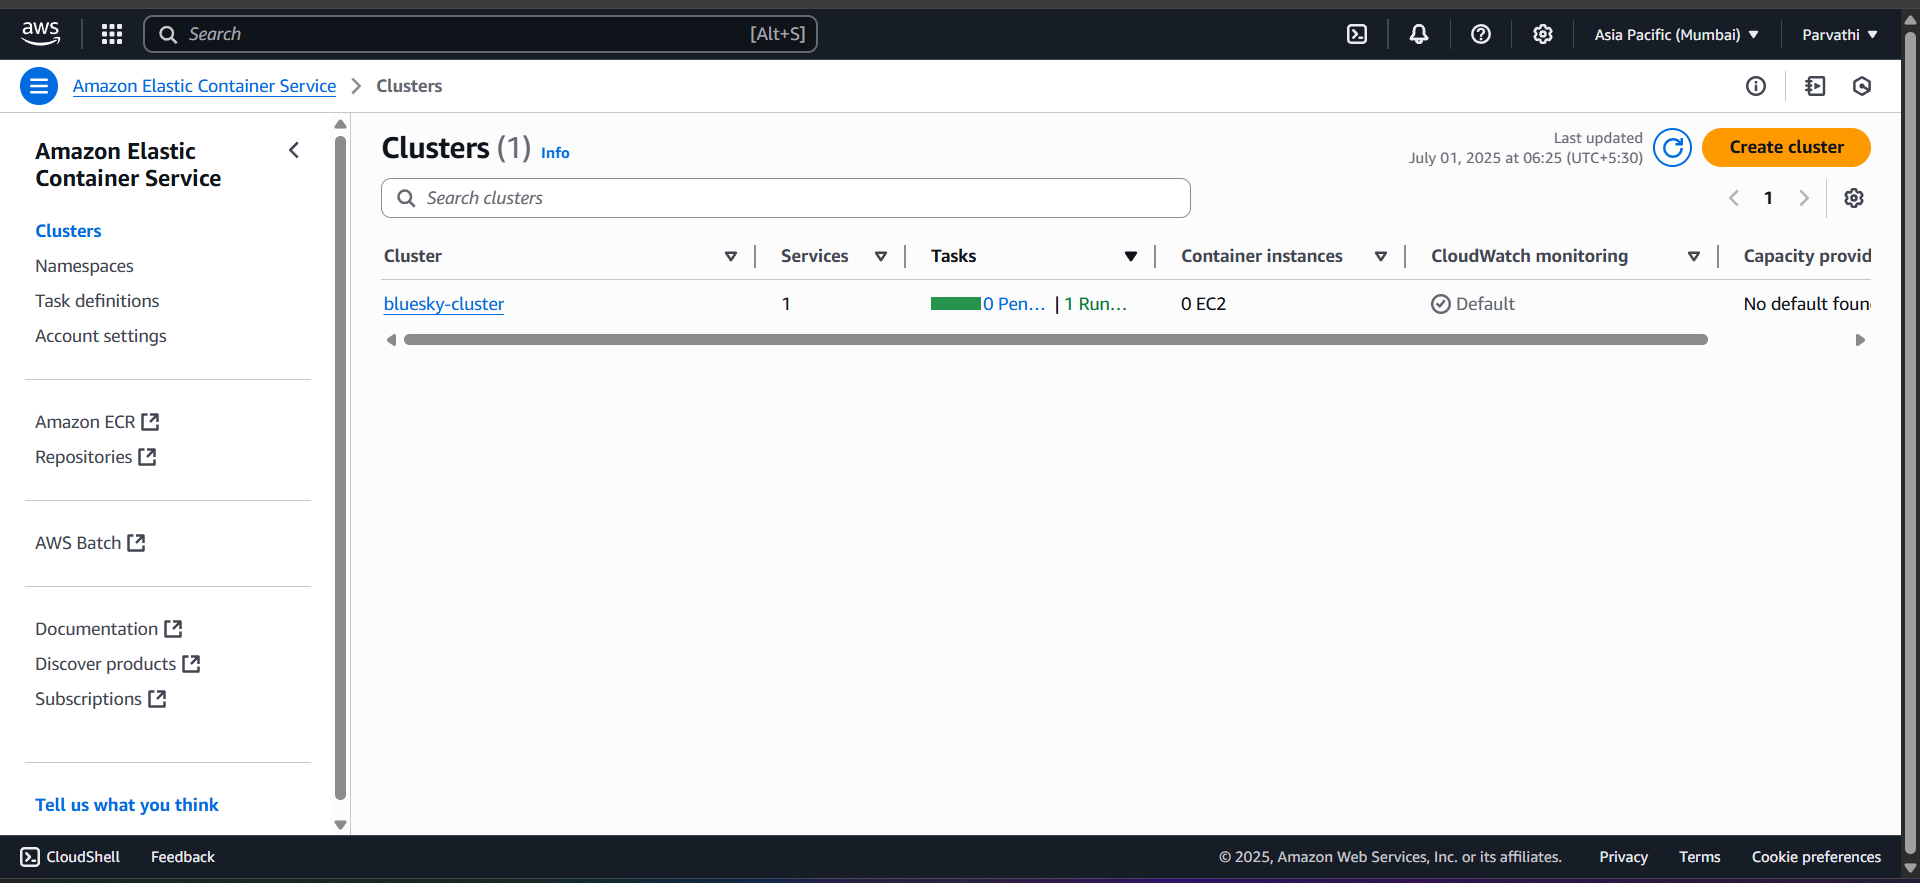 aws
Search [Alt+S]
Asia Pacific (Mumbai)
Parvathi
Amazon Elastic Container Service
Clusters
Amazon Elastic
Container Service
Clusters
Namespaces
Task definitions
Account settings
Amazon ECR
Repositories
AWS Batch
Documentation
Discover products
Subscriptions
Tell us what you think
Clusters (1) Info
Last updated
July 01, 2025 at 06:25 (UTC+5:30)
Create cluster
Search clusters
1
Cluster Services Tasks Container instances CloudWatch monitoring Capacity provid
bluesky-cluster 1 0 Pen... | 1 Run... 0 EC2 Default No default foun
CloudShell Feedback © 2025, Amazon Web Services, Inc. or its affiliates. Privacy Terms Cookie preferences